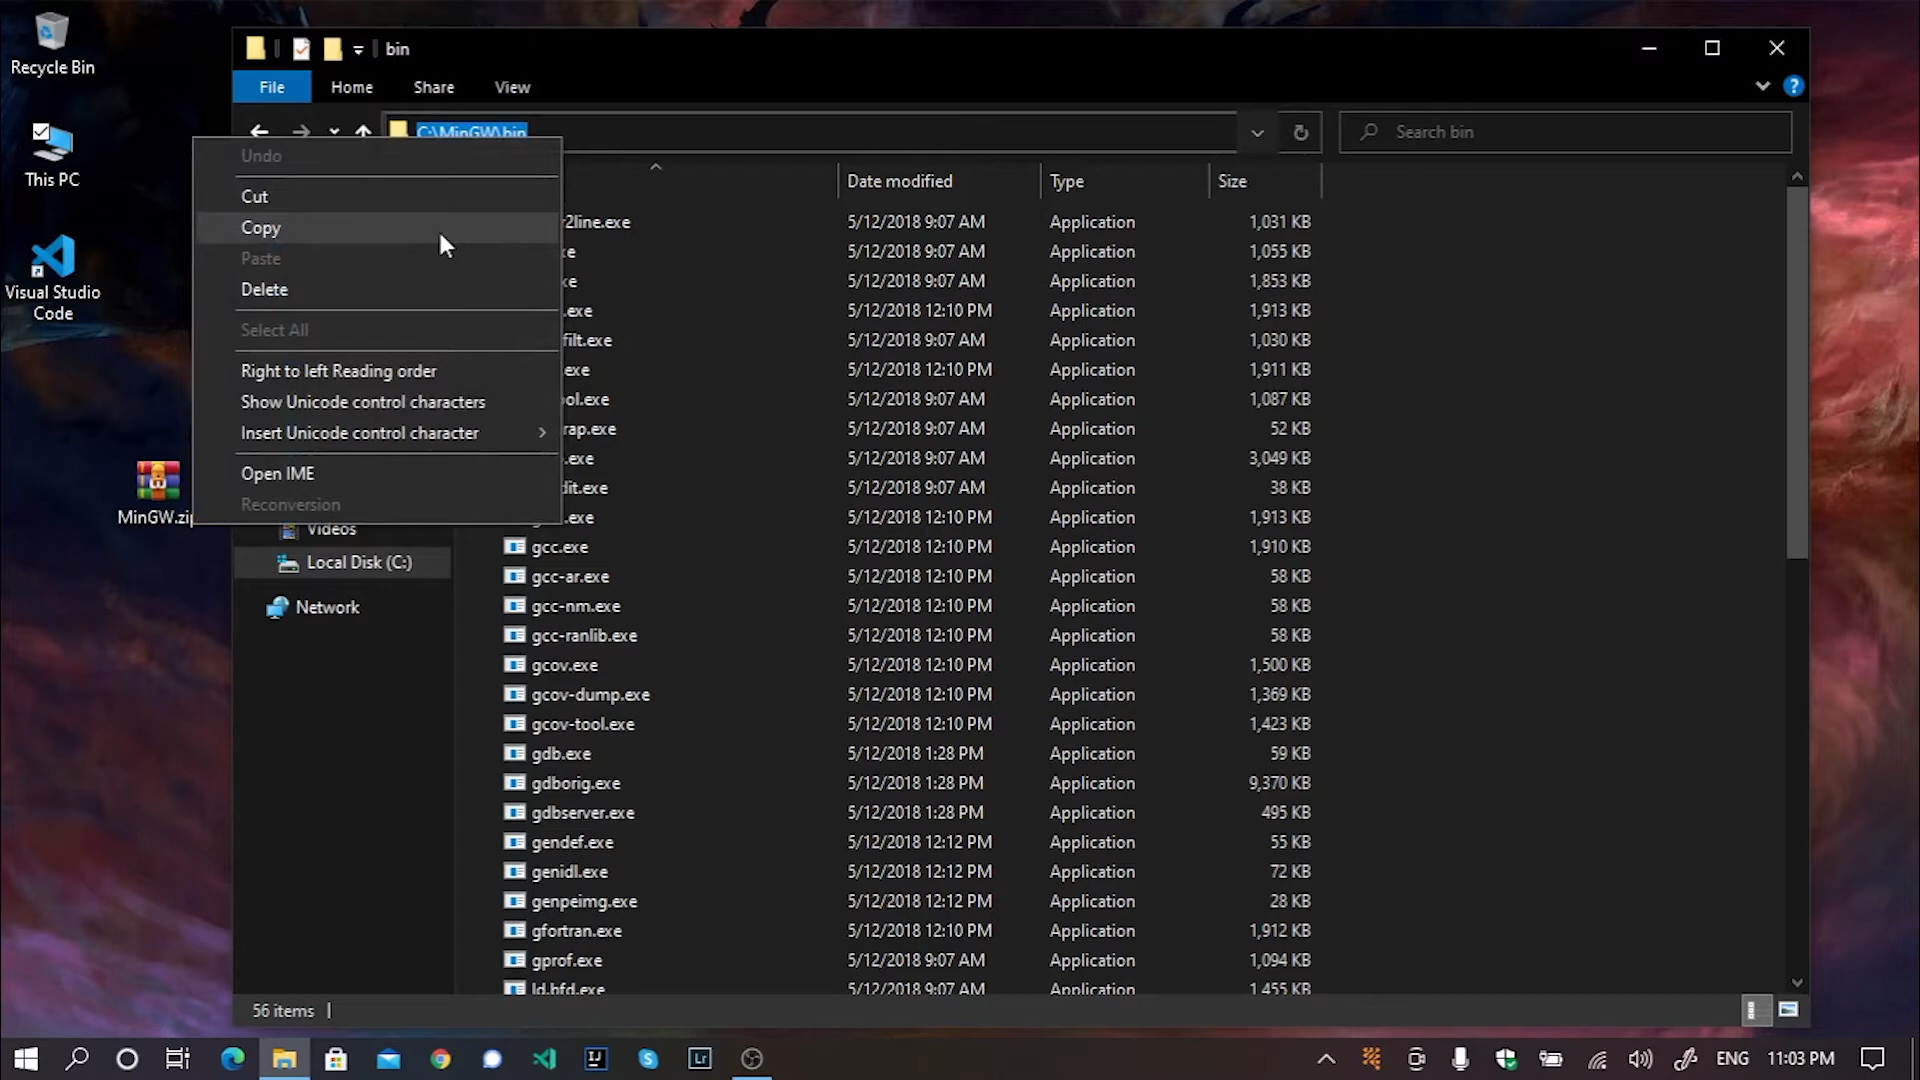 Recycle Bin
This PC
Visual Studio
Code
MinGW.zip
bin
File Home Share View
C:\MinGW\bin
Search bin
Undo
Cut
Copy
Paste
Delete
Select All
Right to left Reading order
Show Unicode control characters
Insert Unicode control character
Open IME
Reconversion
Videos
Local Disk (C:)
Network
Date modified Type Size
r2line.exe 5/12/2018 9:07 AM Application 1,031 KB
xe 5/12/2018 9:07 AM Application 1,055 KB
xe 5/12/2018 9:07 AM Application 1,853 KB
.exe 5/12/2018 12:10 PM Application 1,913 KB
filt.exe 5/12/2018 9:07 AM Application 1,030 KB
.exe 5/12/2018 12:10 PM Application 1,911 KB
ool.exe 5/12/2018 9:07 AM Application 1,087 KB
rap.exe 5/12/2018 9:07 AM Application 52 KB
.exe 5/12/2018 9:07 AM Application 3,049 KB
dit.exe 5/12/2018 9:07 AM Application 38 KB
.exe 5/12/2018 12:10 PM Application 1,913 KB
gcc.exe 5/12/2018 12:10 PM Application 1,910 KB
gcc-ar.exe 5/12/2018 12:10 PM Application 58 KB
gcc-nm.exe 5/12/2018 12:10 PM Application 58 KB
gcc-ranlib.exe 5/12/2018 12:10 PM Application 58 KB
gcov.exe 5/12/2018 12:10 PM Application 1,500 KB
gcov-dump.exe 5/12/2018 12:10 PM Application 1,369 KB
gcov-tool.exe 5/12/2018 12:10 PM Application 1,423 KB
gdb.exe 5/12/2018 1:28 PM Application 59 KB
gdborig.exe 5/12/2018 1:28 PM Application 9,370 KB
gdbserver.exe 5/12/2018 1:28 PM Application 495 KB
gendef.exe 5/12/2018 12:12 PM Application 55 KB
genidl.exe 5/12/2018 12:12 PM Application 72 KB
genpeimg.exe 5/12/2018 12:12 PM Application 28 KB
gfortran.exe 5/12/2018 12:10 PM Application 1,912 KB
gprof.exe 5/12/2018 9:07 AM Application 1,094 KB
ld.bfd.exe 5/12/2018 9:07 AM Application 1,455 KB
56 items
Lr
ENG 11:03 PM